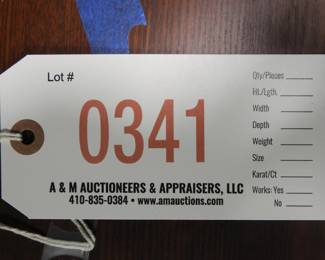 Lot #
0341
A & M AUCTIONEERS & APPRAISERS, LLC
410-835-0384 • www.amauctions.com
Qty/Pieces
Ht./Lgth.
Width
Depth
Weight
Size
Karat/Ct
Works: Yes
No